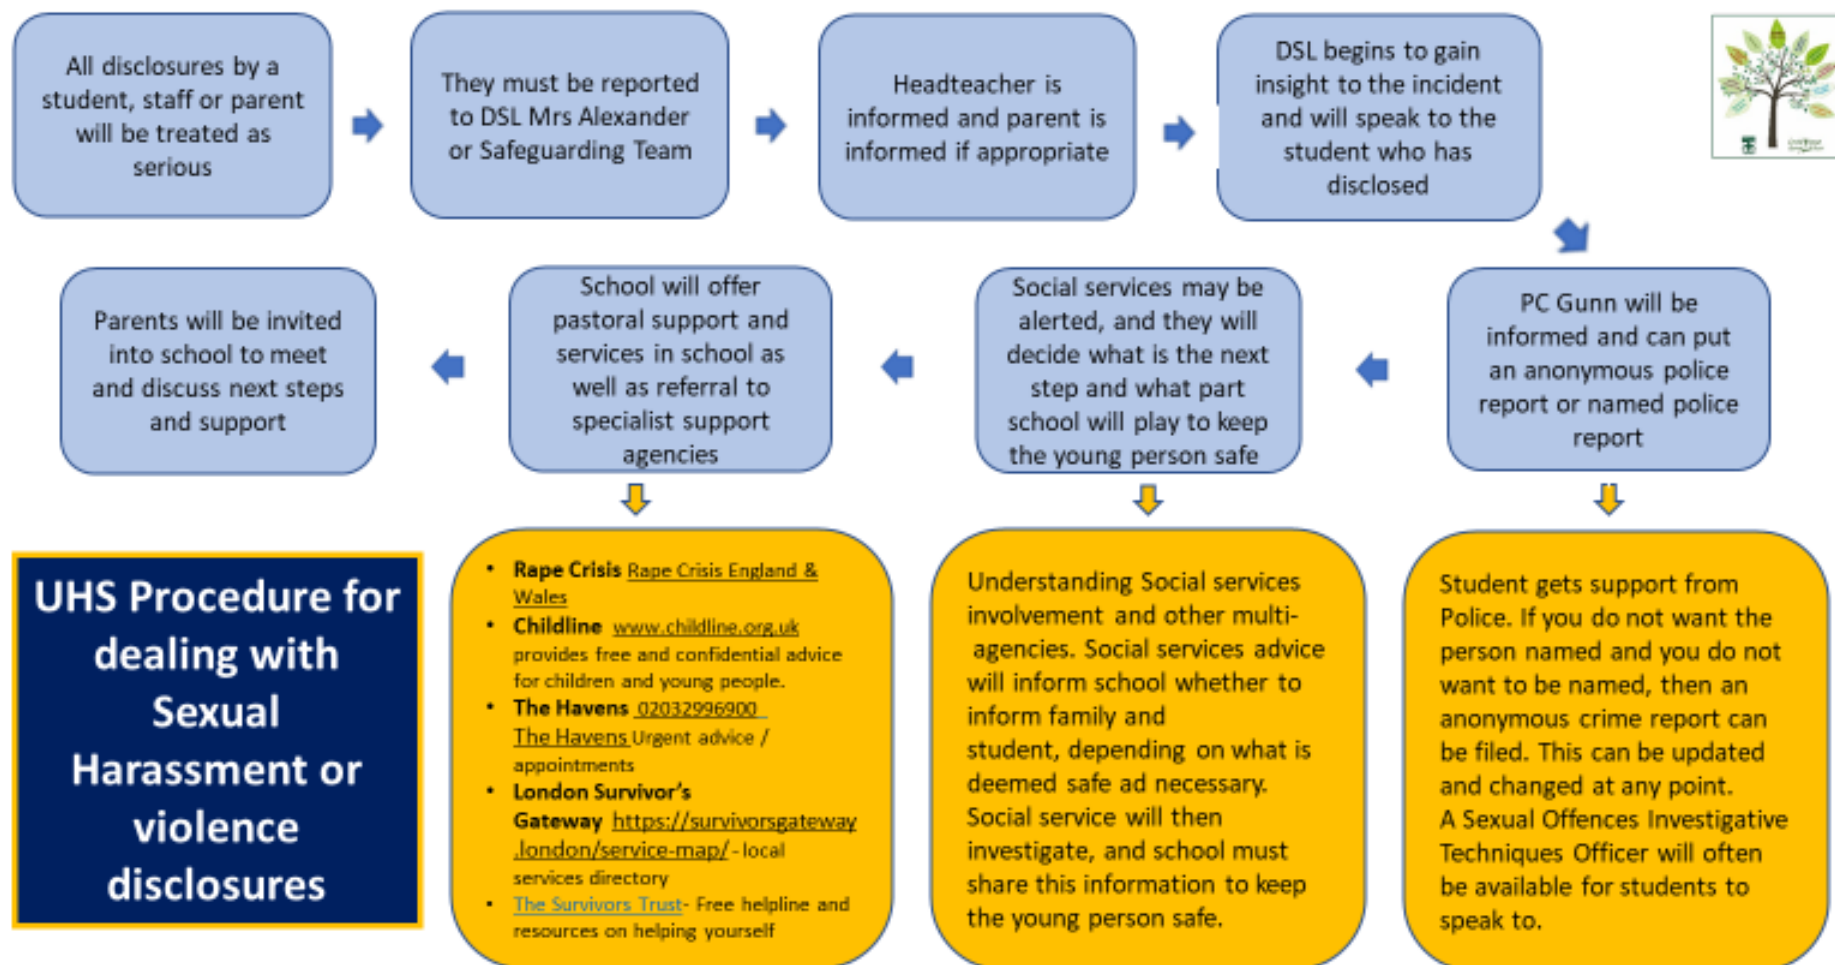 All disclosures by a
student, staff or parent
will be treated as
serious
They must be reported
to DSL Mrs Alexander
or Safeguarding Team
Headteacher is
informed and parent is
informed if appropriate
DSL begins to gain
insight to the incident
and will speak to the
student who has
disclosed
PC Gunn will be
informed and can put
an anonymous police
report or named police
report
Social services may be
alerted, and they will
decide what is the next
step and what part
school will play to keep
the young person safe
School will offer
pastoral support and
services in school as
well as referral to
specialist support
agencies
Parents will be invited
into school to meet
and discuss next steps
and support
UHS Procedure for
dealing with
Sexual
Harassment or
violence
disclosures
• Rape Crisis Rape Crisis England &
Wales
• Childline www.childline.org.uk
provides free and confidential advice
for children and young people.
• The Havens 02032996900
The Havens Urgent advice /
appointments
• London Survivor's
Gateway https://survivorsgateway
.london/service-map/ - local
services directory
• The Survivors Trust- Free helpline and
resources on helping yourself
Understanding Social services
involvement and other multi-
agencies. Social services advice
will inform school whether to
inform family and
student, depending on what is
deemed safe ad necessary.
Social service will then
investigate, and school must
share this information to keep
the young person safe.
Student gets support from
Police. If you do not want the
person named and you do not
want to be named, then an
anonymous crime report can
be filed. This can be updated
and changed at any point.
A Sexual Offences Investigative
Techniques Officer will often
be available for students to
speak to.